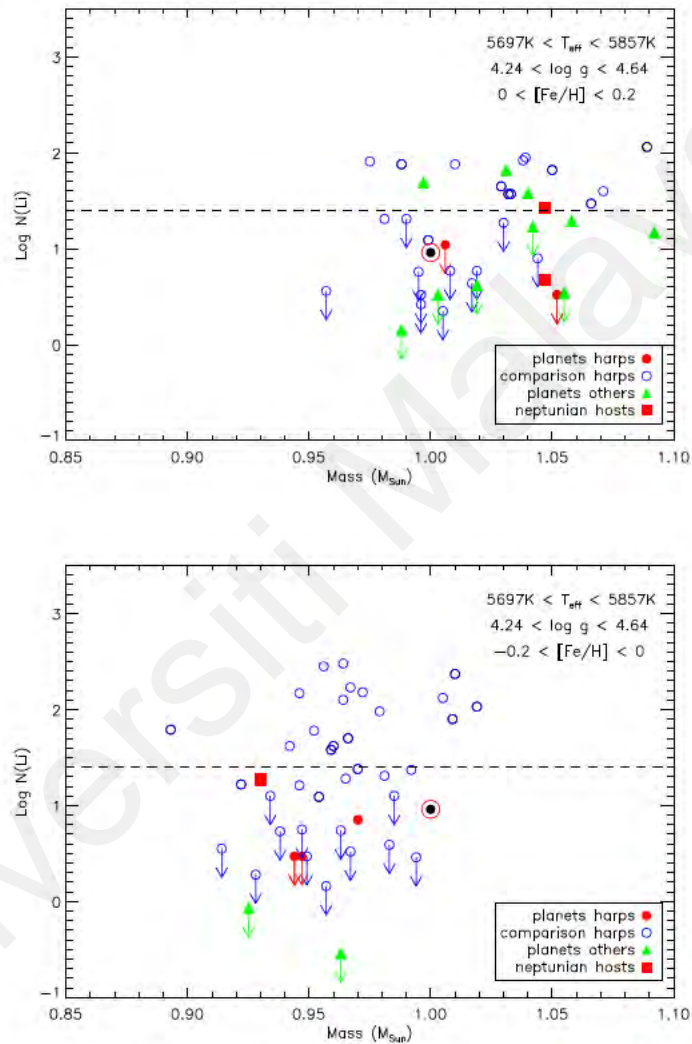 3
2
1
0
−1
Log N(Li)
5697K < Teff < 5857K
4.24 < log g < 4.64
0 < [Fe/H] < 0.2
planets harps
comparison harps
planets others
neptunian hosts
0.85 0.90 0.95 1.00 1.05 1.10
Mass (MSun)
3
2
1
0
−1
Log N(Li)
5697K < Teff < 5857K
4.24 < log g < 4.64
−0.2 < [Fe/H] < 0
planets harps
comparison harps
planets others
neptunian hosts
0.85 0.90 0.95 1.00 1.05 1.10
Mass (MSun)